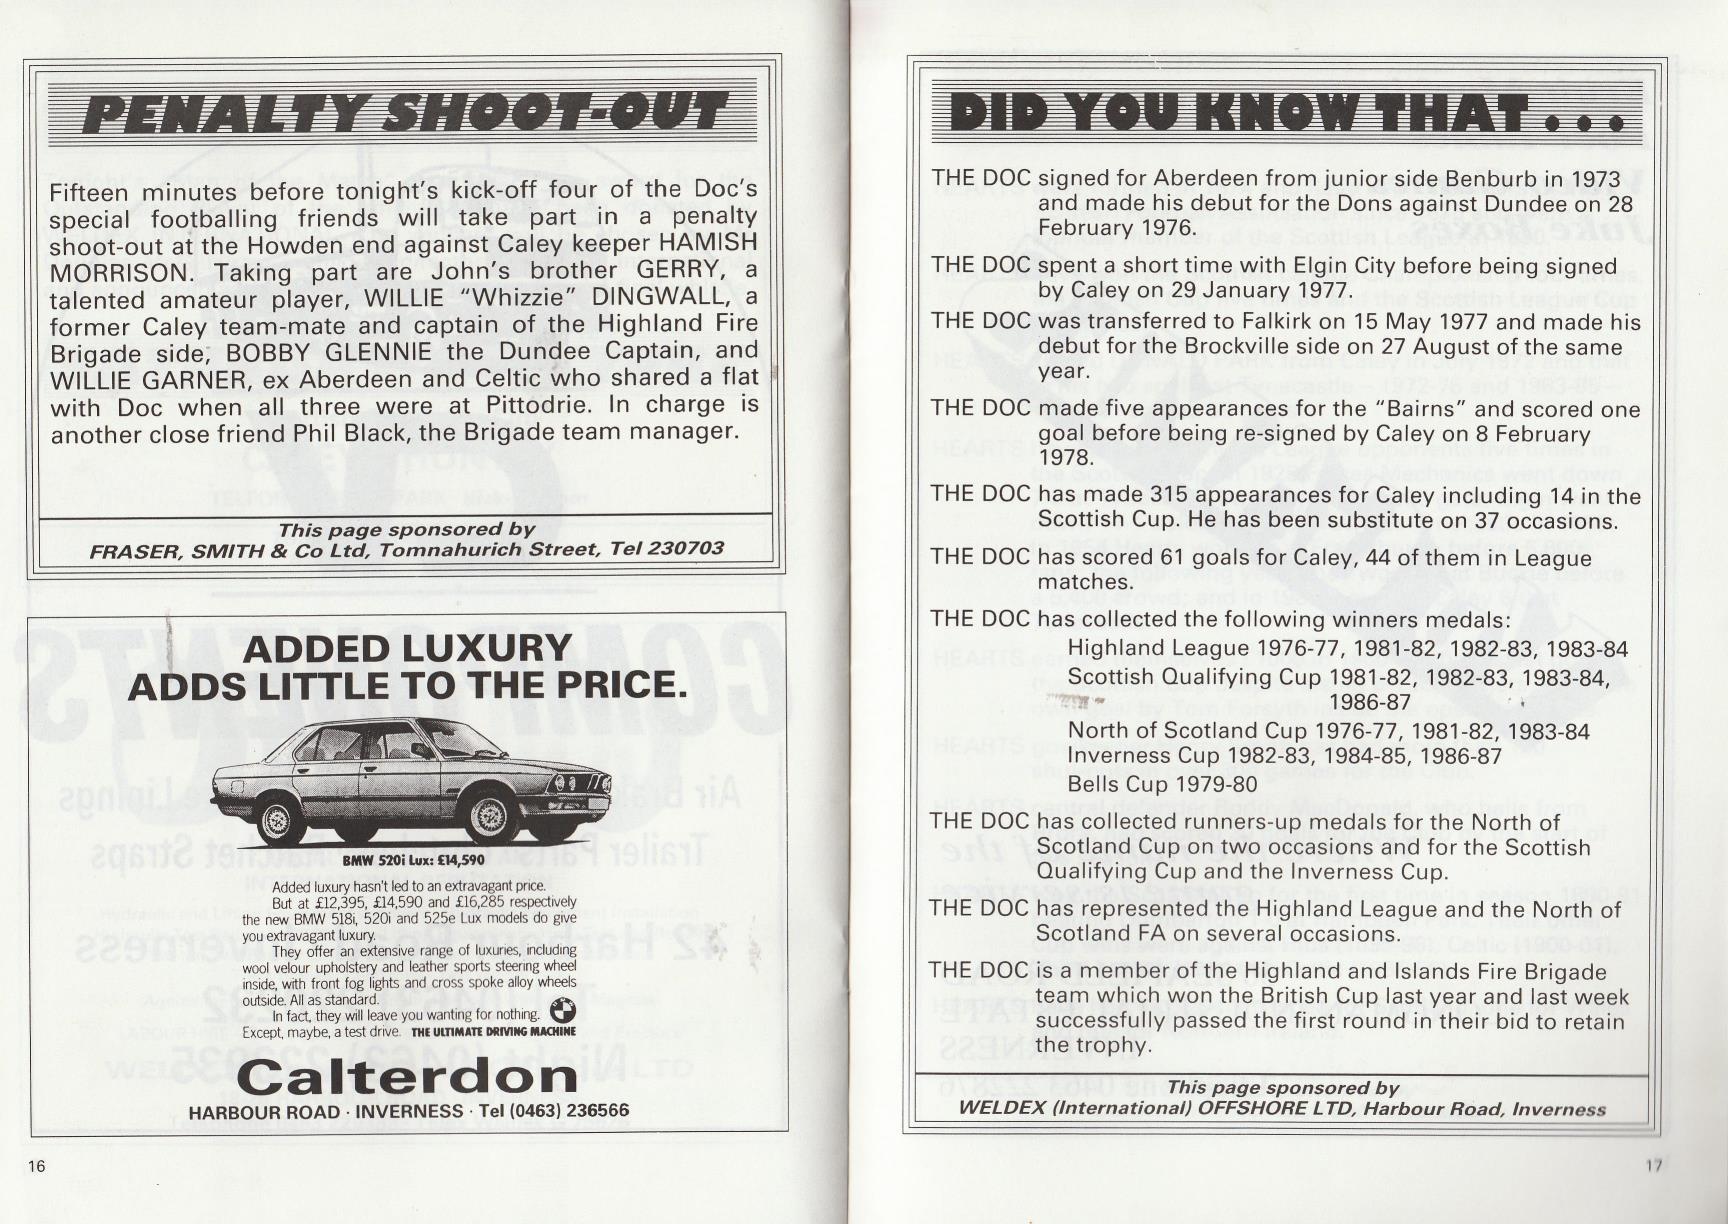 PENALTY SHOOT-OUT
Fifteen minutes before tonight's kick-off four of the Doc's
special footballing friends will take part in a penalty
shoot-out at the Howden end against Caley keeper HAMISH
MORRISON. Taking part are John's brother GERRY, a
talented amateur player, WILLIE "Whizzie" DINGWALL, a
former Caley team-mate and captain of the Highland Fire
Brigade side; BOBBY GLENNIE the Dundee Captain, and
WILLIE GARNER, ex Aberdeen and Celtic who shared a flat
with Doc when all three were at Pittodrie. In charge is
another close friend Phil Black, the Brigade team manager.
This page sponsored by
FRASER, SMITH & Co Ltd, Tomnahurich Street, Tel 230703
ADDED LUXURY
ADDS LITTLE TO THE PRICE.
BMW 520i Lux: £14,590
Added luxury hasn't led to an extravagant price.
But at £12,395, £14,590 and £16,285 respectively
the new BMW 518i, 520i and 525e Lux models do give
you extravagant luxury.
They offer an extensive range of luxuries, including
wool velour upholstery and leather sports steering wheel
inside, with front fog lights and cross spoke alloy wheels
outside. All as standard.
In fact, they will leave you wanting for nothing.
Except, maybe, a test drive. THE ULTIMATE DRIVING MACHINE
Calterdon
HARBOUR ROAD · INVERNESS · Tel (0463) 236566
16
DID YOU KNOW THAT . . .
THE DOC signed for Aberdeen from junior side Benburb in 1973
and made his debut for the Dons against Dundee on 28
February 1976.
THE DOC spent a short time with Elgin City before being signed
by Caley on 29 January 1977.
THE DOC was transferred to Falkirk on 15 May 1977 and made his
debut for the Brockville side on 27 August of the same
year.
THE DOC made five appearances for the "Bairns" and scored one
goal before being re-signed by Caley on 8 February
1978.
THE DOC has made 315 appearances for Caley including 14 in the
Scottish Cup. He has been substitute on 37 occasions.
THE DOC has scored 61 goals for Caley, 44 of them in League
matches.
THE DOC has collected the following winners medals:
Highland League 1976-77, 1981-82, 1982-83, 1983-84
Scottish Qualifying Cup 1981-82, 1982-83, 1983-84,
1986-87
North of Scotland Cup 1976-77, 1981-82, 1983-84
Inverness Cup 1982-83, 1984-85, 1986-87
Bells Cup 1979-80
THE DOC has collected runners-up medals for the North of
Scotland Cup on two occasions and for the Scottish
Qualifying Cup and the Inverness Cup.
THE DOC has represented the Highland League and the North of
Scotland FA on several occasions.
THE DOC is a member of the Highland and Islands Fire Brigade
team which won the British Cup last year and last week
successfully passed the first round in their bid to retain
the trophy.
This page sponsored by
WELDEX (International) OFFSHORE LTD, Harbour Road, Inverness
17